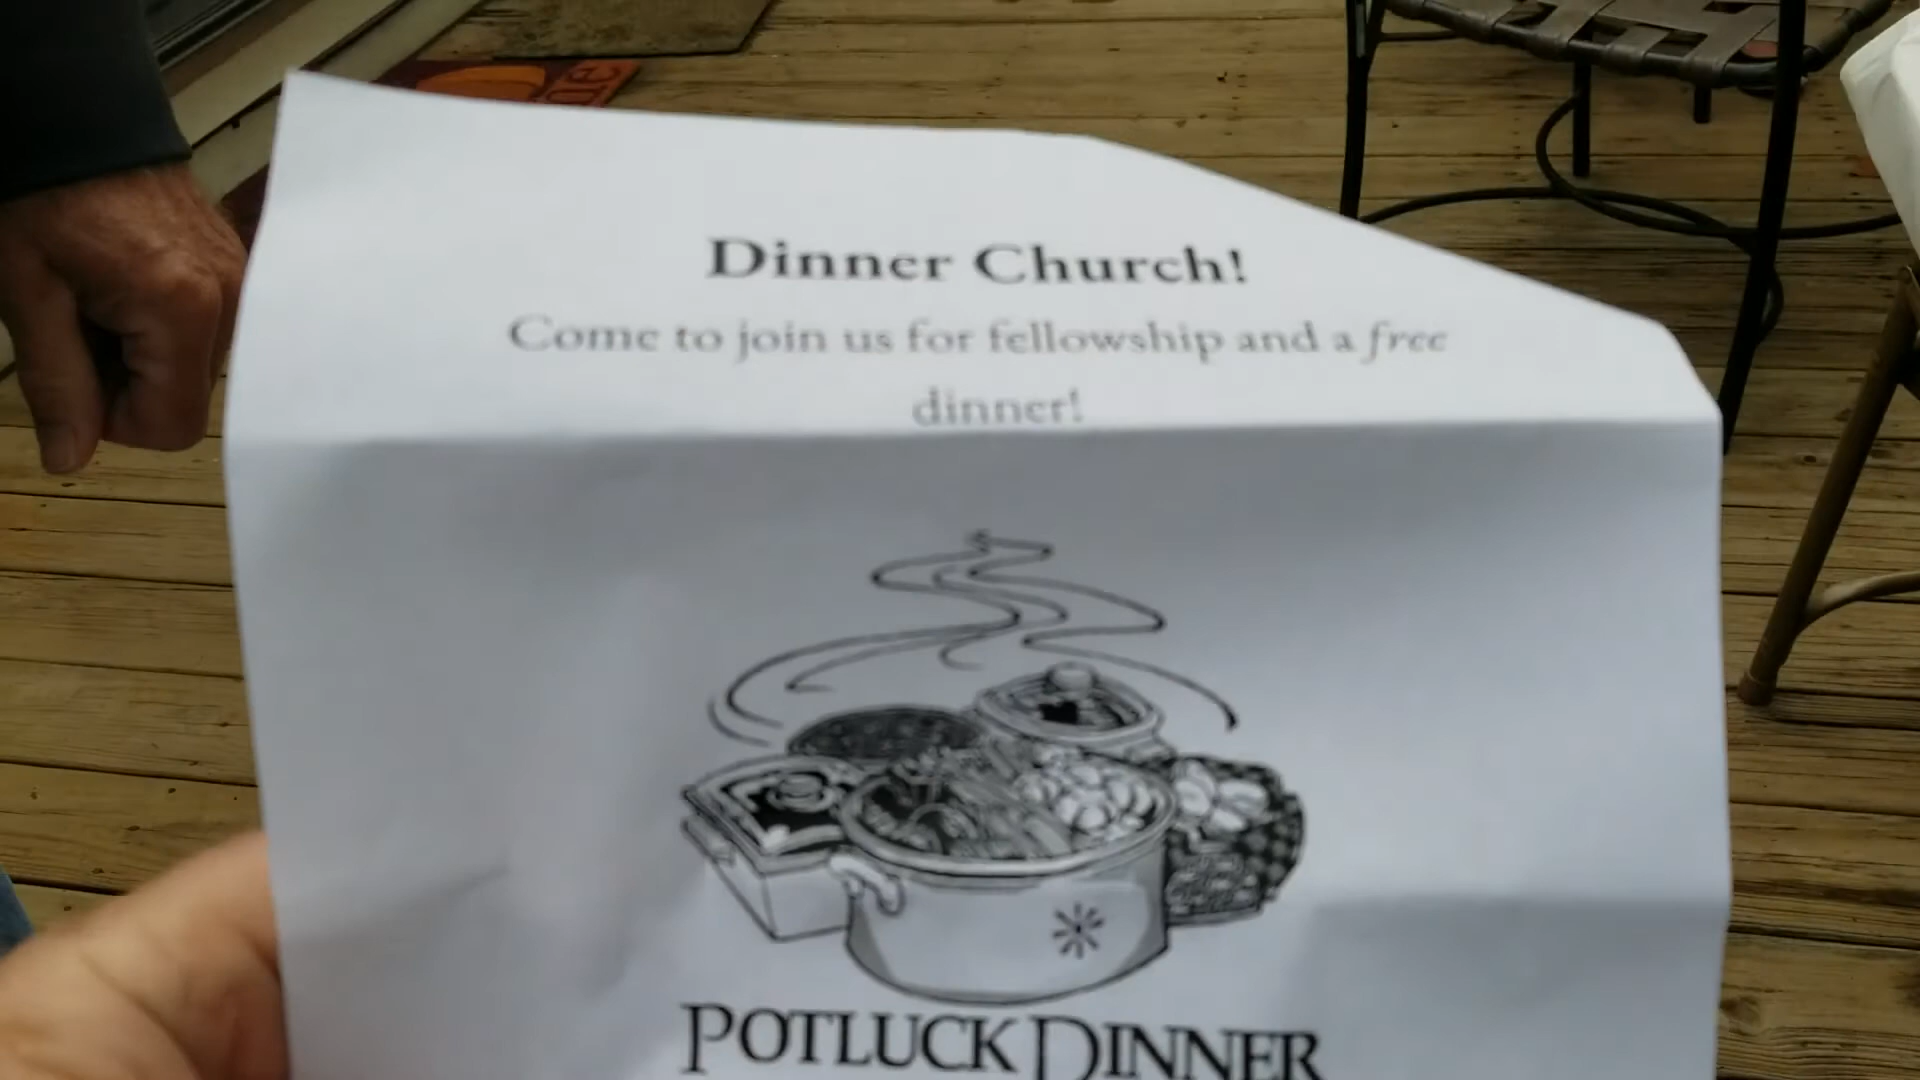 Dinner Church!
Come to join us for fellowship and a free
dinner!
POTLUCK DINNER